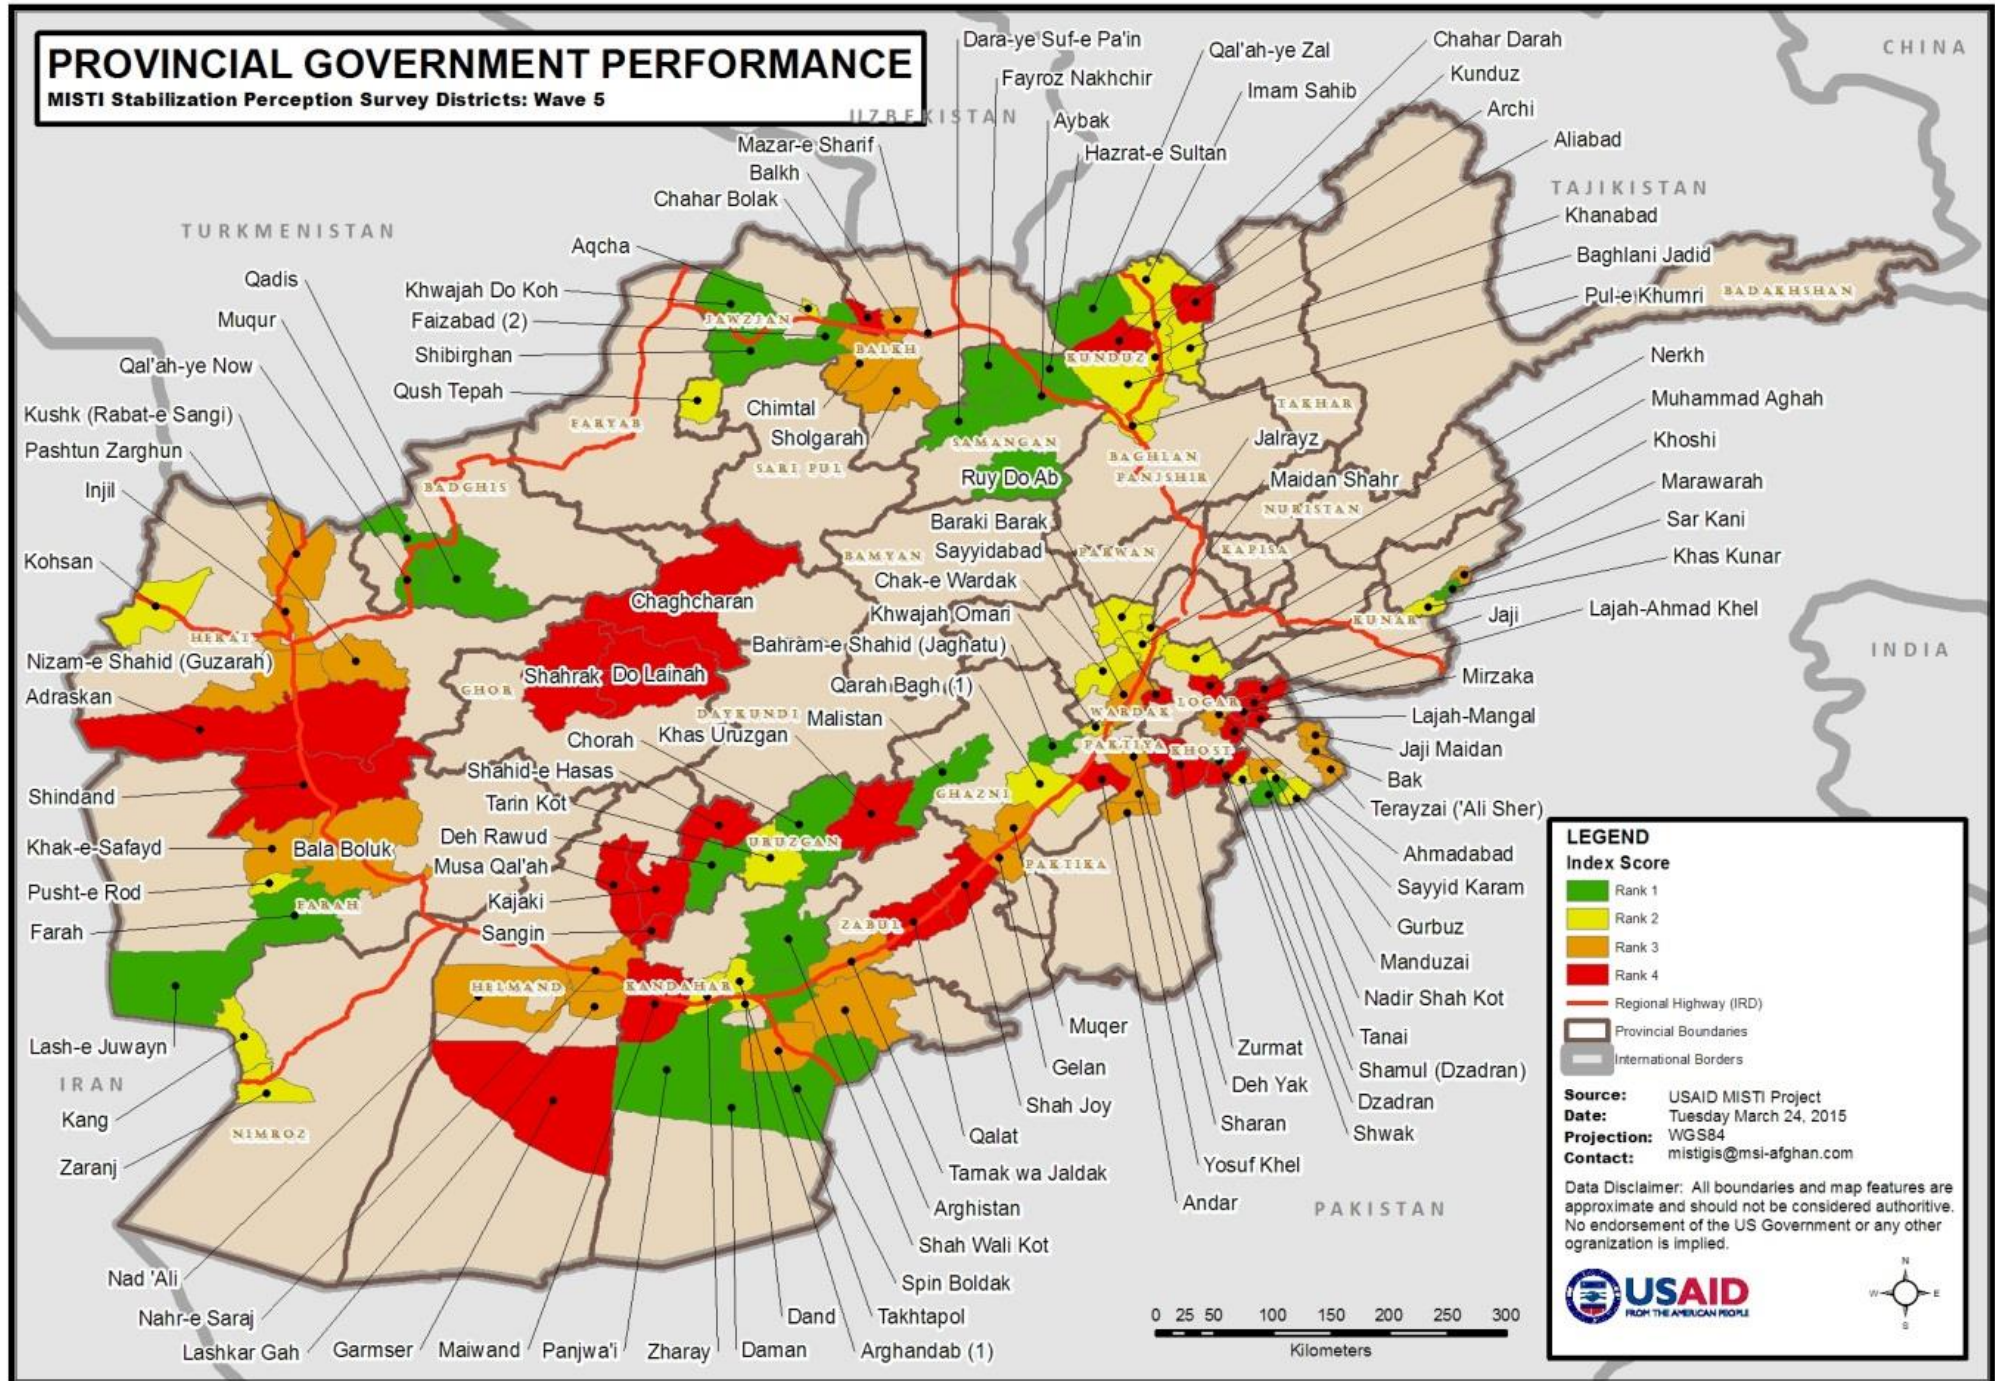 PROVINCIAL GOVERNMENT PERFORMANCE
MISTI Stabilization Perception Survey Districts: Wave 5
UZBEKISTAN
TURKMENISTAN
TAJIKISTAN
CHINA
INDIA
PAKISTAN
IRAN
Dara-ye Suf-e Pa'in
Fayroz Nakhchir
Aybak
Hazrat-e Sultan
Qal'ah-ye Zal
Imam Sahib
Chahar Darah
Kunduz
Archi
Aliabad
Khanabad
Baghlani Jadid
Pul-e Khumri
Mazar-e Sharif
Balkh
Chahar Bolak
Aqcha
Khwajah Do Koh
Faizabad (2)
Shibirghan
Qush Tepah
Chimtal
Sholgarah
Ruy Do Ab
Qadis
Muqur
Qal'ah-ye Now
Kushk (Rabat-e Sangi)
Pashtun Zarghun
Injil
Kohsan
Nizam-e Shahid (Guzarah)
Adraskan
Shindand
Khak-e-Safayd
Bala Boluk
Pusht-e Rod
Farah
Lash-e Juwayn
Kang
Zaranj
Chaghcharan
Shahrak
Do Lainah
Nerkh
Muhammad Aghah
Khoshi
Marawarah
Sar Kani
Khas Kunar
Jalrayz
Maidan Shahr
Baraki Barak
Sayyidabad
Chak-e Wardak
Khwajah Omari
Bahram-e Shahid (Jaghatu)
Qarah Bagh (1)
Malistan
Khas Uruzgan
Chorah
Shahid-e Hasas
Tarin Kot
Deh Rawud
Musa Qal'ah
Kajaki
Sangin
Jaji
Lajah-Ahmad Khel
Mirzaka
Lajah-Mangal
Jaji Maidan
Bak
Terayzai ('Ali Sher)
Ahmadabad
Sayyid Karam
Gurbuz
Manduzai
Nadir Shah Kot
Tanai
Shamul (Dzadran)
Dzadran
Shwak
Zurmat
Deh Yak
Sharan
Yosuf Khel
Andar
Muqer
Gelan
Shah Joy
Qalat
Tarnak wa Jaldak
Arghistan
Shah Wali Kot
Spin Boldak
Takhtapol
Arghandab (1)
Dand
Daman
Zharay
Panjwa'i
Maiwand
Garmser
Lashkar Gah
Nahr-e Saraj
Nad 'Ali
JAWZJAN
BALKH
KUNDUZ
BADAKHSHAN
TAKHAR
FARYAB
SARI PUL
SAMANGAN
BAGHLAN
PANJSHIR
BADGHIS
NURISTAN
BAMYAN
PARWAN
KAPISA
KUNAR
HERAT
GHOR
DAYKUNDI
WARDAK
LOGAR
PAKTIYA
KHOST
GHAZNI
URUZGAN
PAKTIKA
ZABUL
FARAH
HELMAND
KANDAHAR
NIMROZ
LEGEND
Index Score
Rank 1
Rank 2
Rank 3
Rank 4
Regional Highway (IRD)
Provincial Boundaries
International Borders
Source: USAID MISTI Project
Date: Tuesday March 24, 2015
Projection: WGS84
Contact: mistigis@msi-afghan.com
Data Disclaimer: All boundaries and map features are
approximate and should not be considered authoritive.
No endorsement of the US Government or any other
ogranization is implied.
USAID
FROM THE AMERICAN PEOPLE
N
W
E
S
0 25 50 100 150 200 250 300
Kilometers